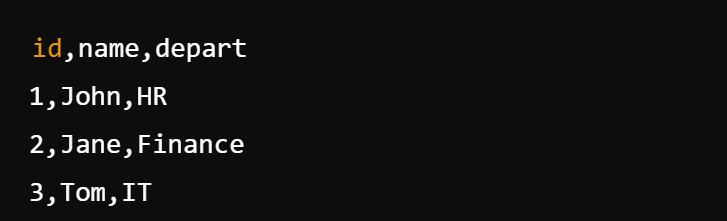 id,name,depart
1,John,HR
2,Jane,Finance
3,Tom,IT